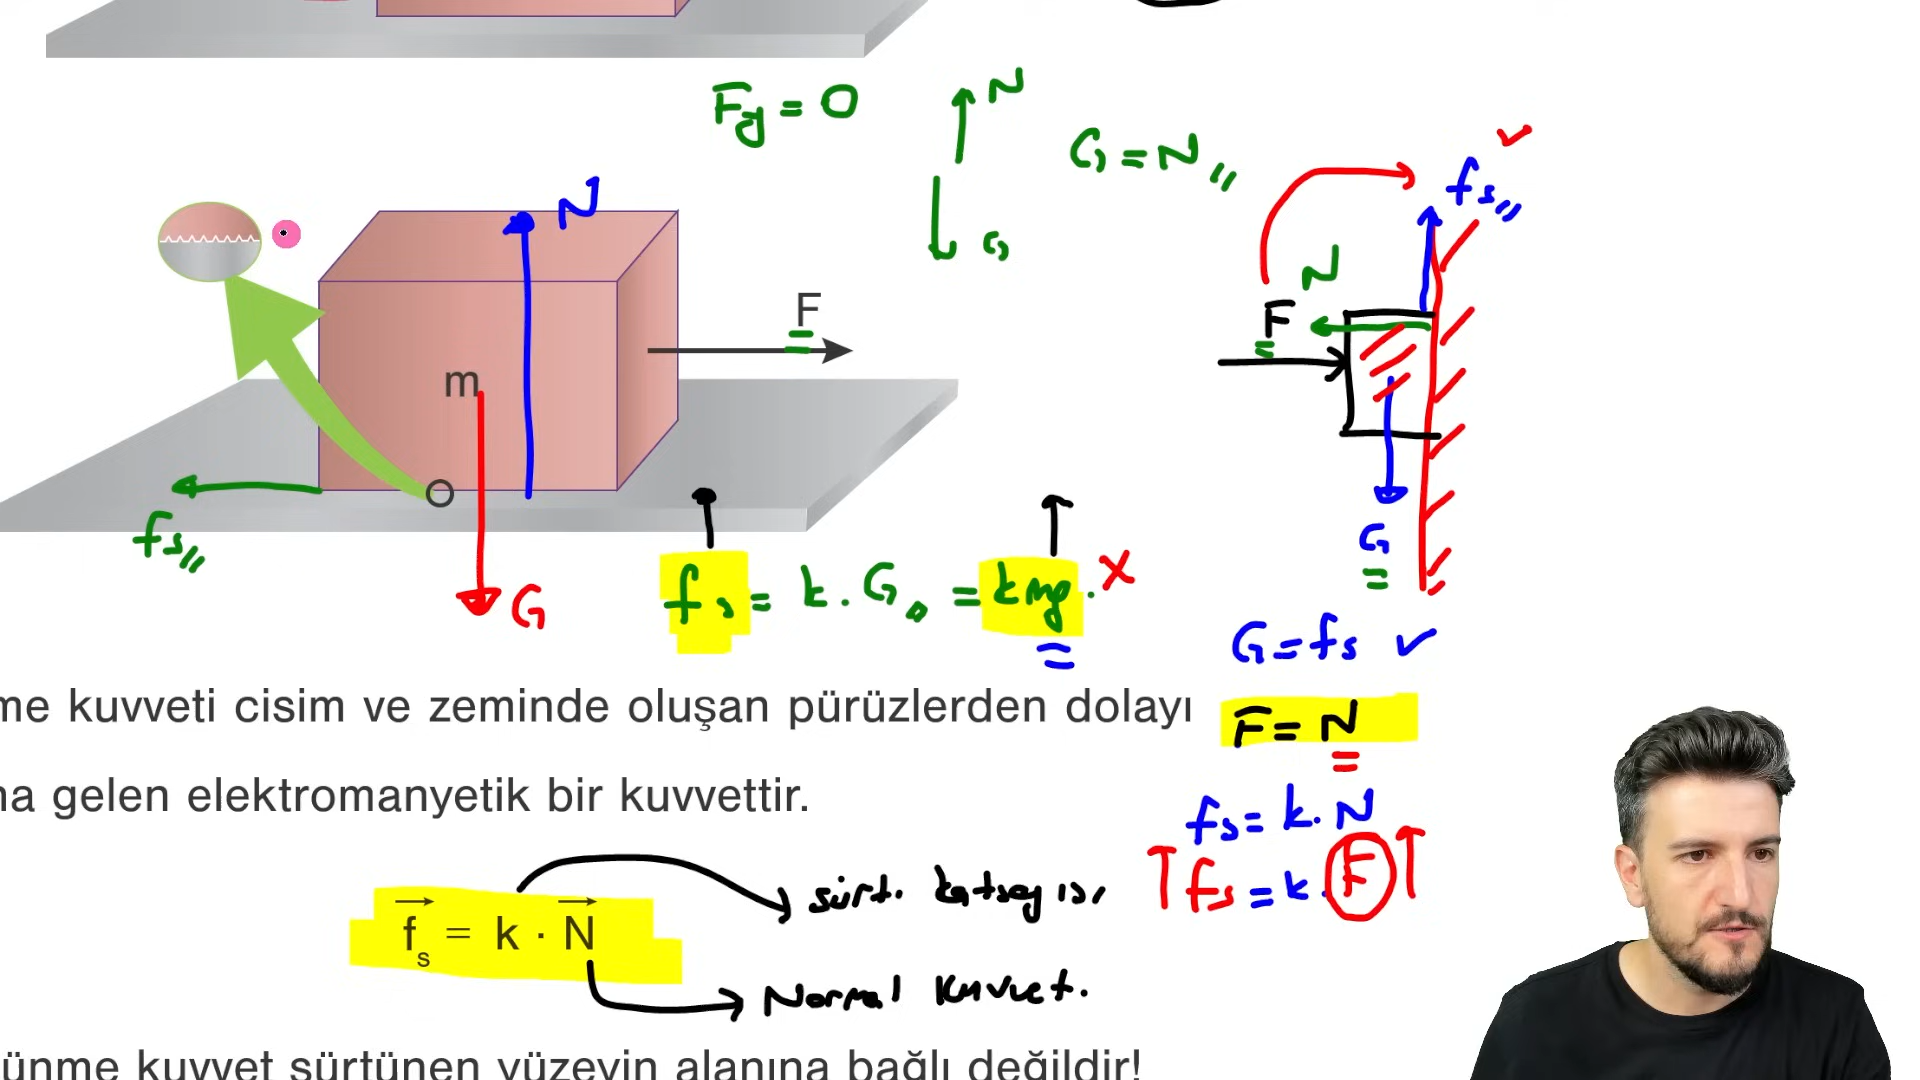 Fy = 0
N
G
G = N
N
F
m
fs
G
fs = k. G = kmg. x
fs
N
F
G
G = fs ✓
F = N
fs = k. N
↑ fs = k. F ↑
me kuvveti cisim ve zeminde oluşan pürüzlerden dolayı
na gelen elektromanyetik bir kuvvettir.
fs = k · N
sürt. katsayısı
Normal kuvvet.
ünme kuvvet sürtünen yüzeyin alanına bağlı değildir!